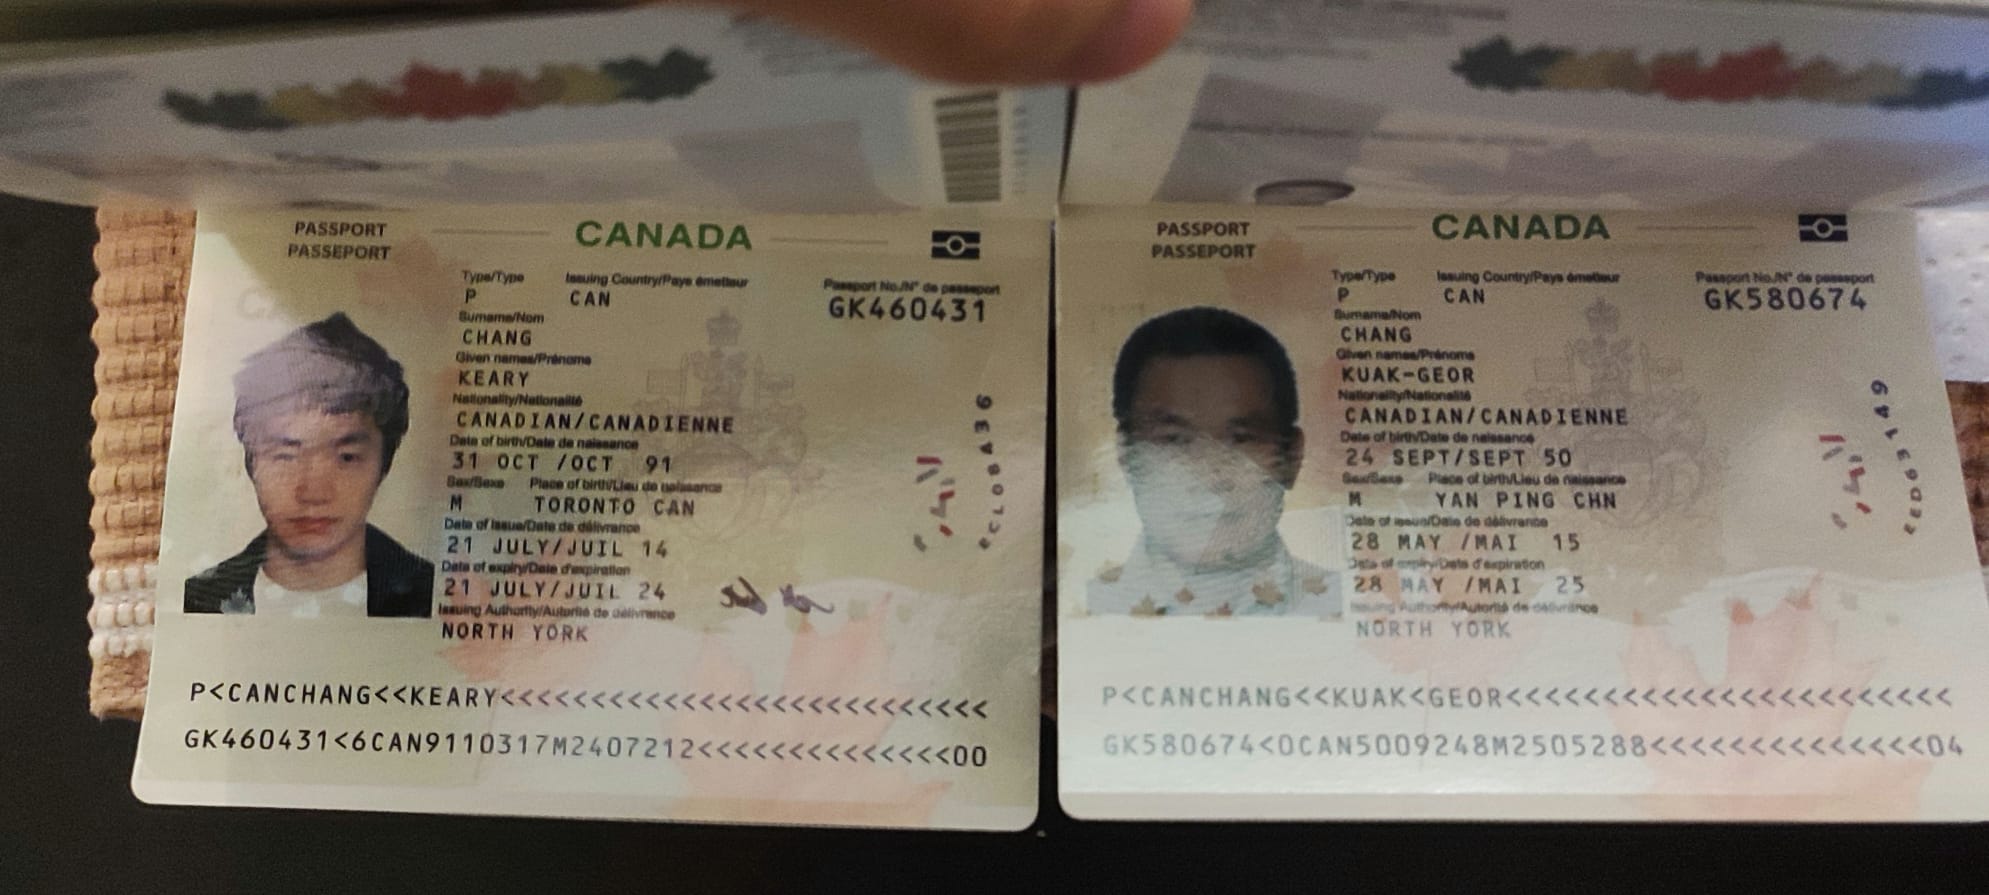 PASSPORT
PASSEPORT
CANADA
Type/Type
Issuing Country/Pays émetteur
Passport No./N° de passeport
P
CAN
GK460431
Surname/Nom
CHANG
Given names/Prénoms
KEARY
Nationality/Nationalité
CANADIAN/CANADIENNE
Date of birth/Date de naissance
31 OCT /OCT 91
Sex/Sexe Place of birth/Lieu de naissance
M TORONTO CAN
Date of issue/Date de délivrance
21 JULY/JUIL 14
Date of expiry/Date d'expiration
21 JULY/JUIL 24
Issuing Authority/Autorité de délivrance
NORTH YORK
P<CANCHANG<<KEARY<<<<<<<<<<<<<<<<<<<<<<<<<<<
GK460431<6CAN9110317M2407212<<<<<<<<<<<<<<00
PASSPORT
PASSEPORT
CANADA
Type/Type
Issuing Country/Pays émetteur
Passport No./N° de passeport
P
CAN
GK580674
Surname/Nom
CHANG
Given names/Prénoms
KUAK-GEOR
Nationality/Nationalité
CANADIAN/CANADIENNE
Date of birth/Date de naissance
24 SEPT/SEPT 50
Sex/Sexe Place of birth/Lieu de naissance
M YAN PING CHN
Date of issue/Date de délivrance
28 MAY /MAI 15
Date of expiry/Date d'expiration
28 MAY /MAI 25
Issuing Authority/Autorité de délivrance
NORTH YORK
P<CANCHANG<<KUAK<GEOR<<<<<<<<<<<<<<<<<<<<<<<
GK580674<0CAN5009248M2505288<<<<<<<<<<<<<<04